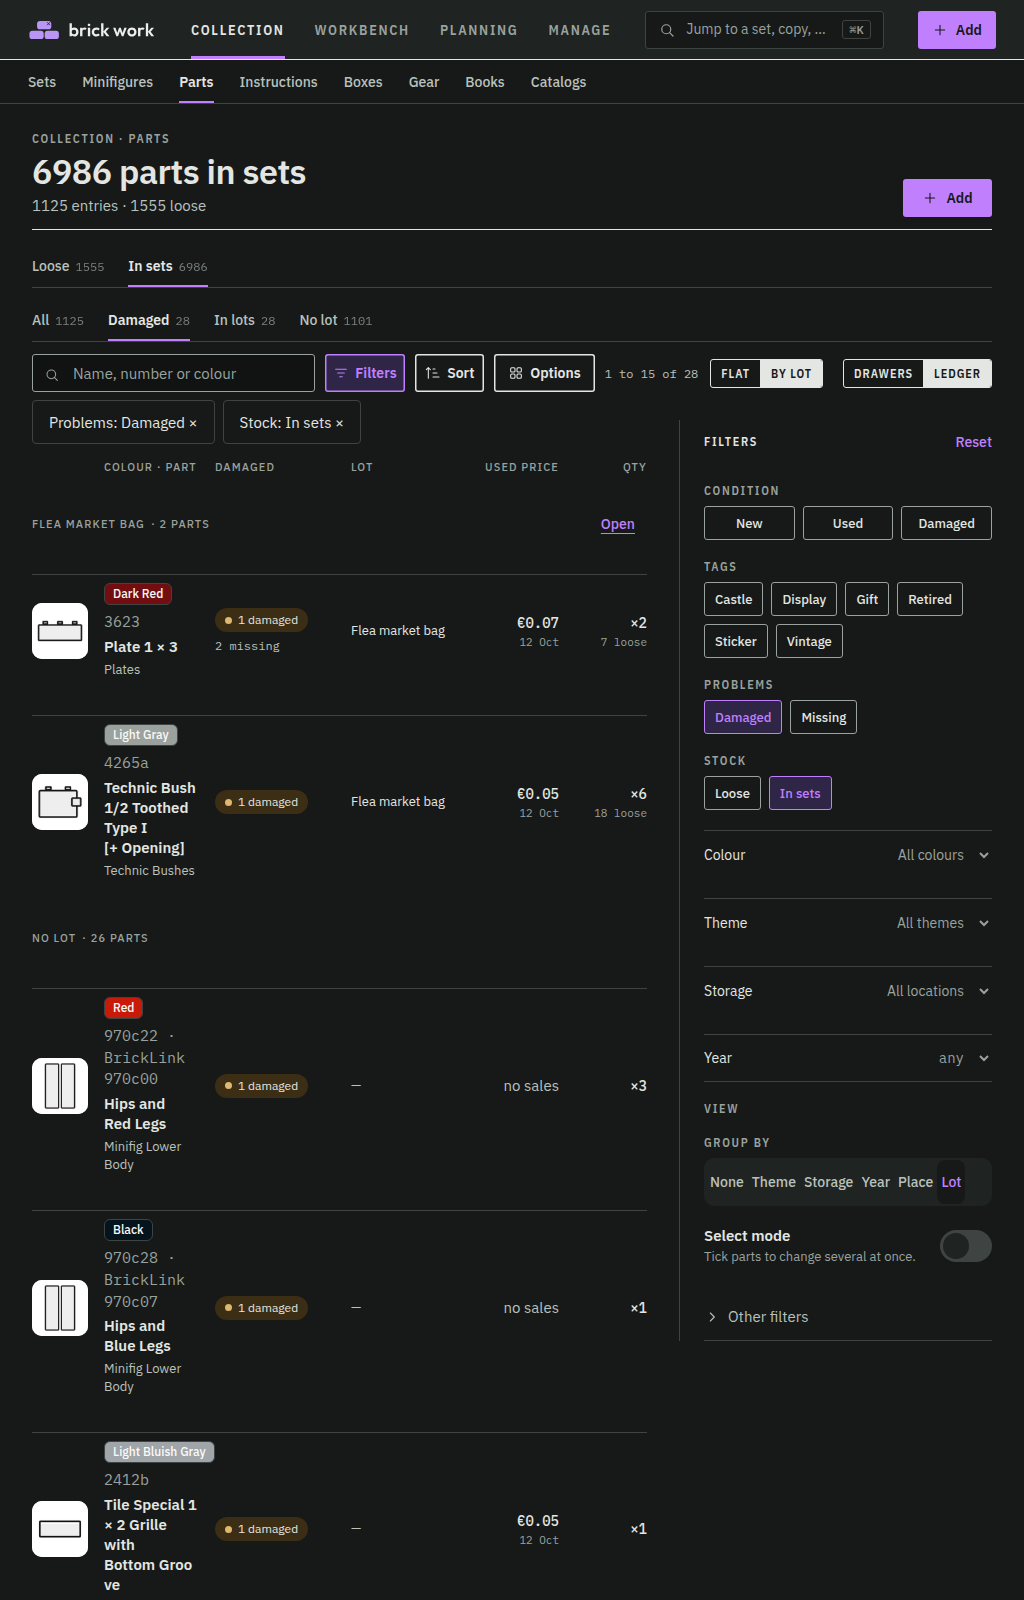 brick work
COLLECTION
WORKBENCH
PLANNING
MANAGE
Jump to a set, copy, ...
⌘K
+ Add
Sets
Minifigures
Parts
Instructions
Boxes
Gear
Books
Catalogs
COLLECTION · PARTS
6986 parts in sets
1125 entries · 1555 loose
+ Add
Loose 1555
In sets 6986
All 1125
Damaged 28
In lots 28
No lot 1101
Name, number or colour
Filters
Sort
Options
1 to 15 of 28
FLAT
BY LOT
DRAWERS
LEDGER
Problems: Damaged ×
Stock: In sets ×
COLOUR · PART
DAMAGED
LOT
USED PRICE
QTY
FLEA MARKET BAG · 2 PARTS
Open
Dark Red
3623
Plate 1 × 3
Plates
1 damaged
2 missing
Flea market bag
€0.07
12 Oct
×2
7 loose
Light Gray
4265a
Technic Bush
1/2 Toothed
Type I
[+ Opening]
Technic Bushes
1 damaged
Flea market bag
€0.05
12 Oct
×6
18 loose
NO LOT · 26 PARTS
Red
970c22 ·
BrickLink
970c00
Hips and
Red Legs
Minifig Lower
Body
1 damaged
—
no sales
×3
Black
970c28 ·
BrickLink
970c07
Hips and
Blue Legs
Minifig Lower
Body
1 damaged
—
no sales
×1
Light Bluish Gray
2412b
Tile Special 1
× 2 Grille
with
Bottom Groo
ve
1 damaged
—
€0.05
12 Oct
×1
FILTERS
Reset
CONDITION
New
Used
Damaged
TAGS
Castle
Display
Gift
Retired
Sticker
Vintage
PROBLEMS
Damaged
Missing
STOCK
Loose
In sets
Colour
All colours
Theme
All themes
Storage
All locations
Year
any
VIEW
GROUP BY
None
Theme
Storage
Year
Place
Lot
Select mode
Tick parts to change several at once.
Other filters